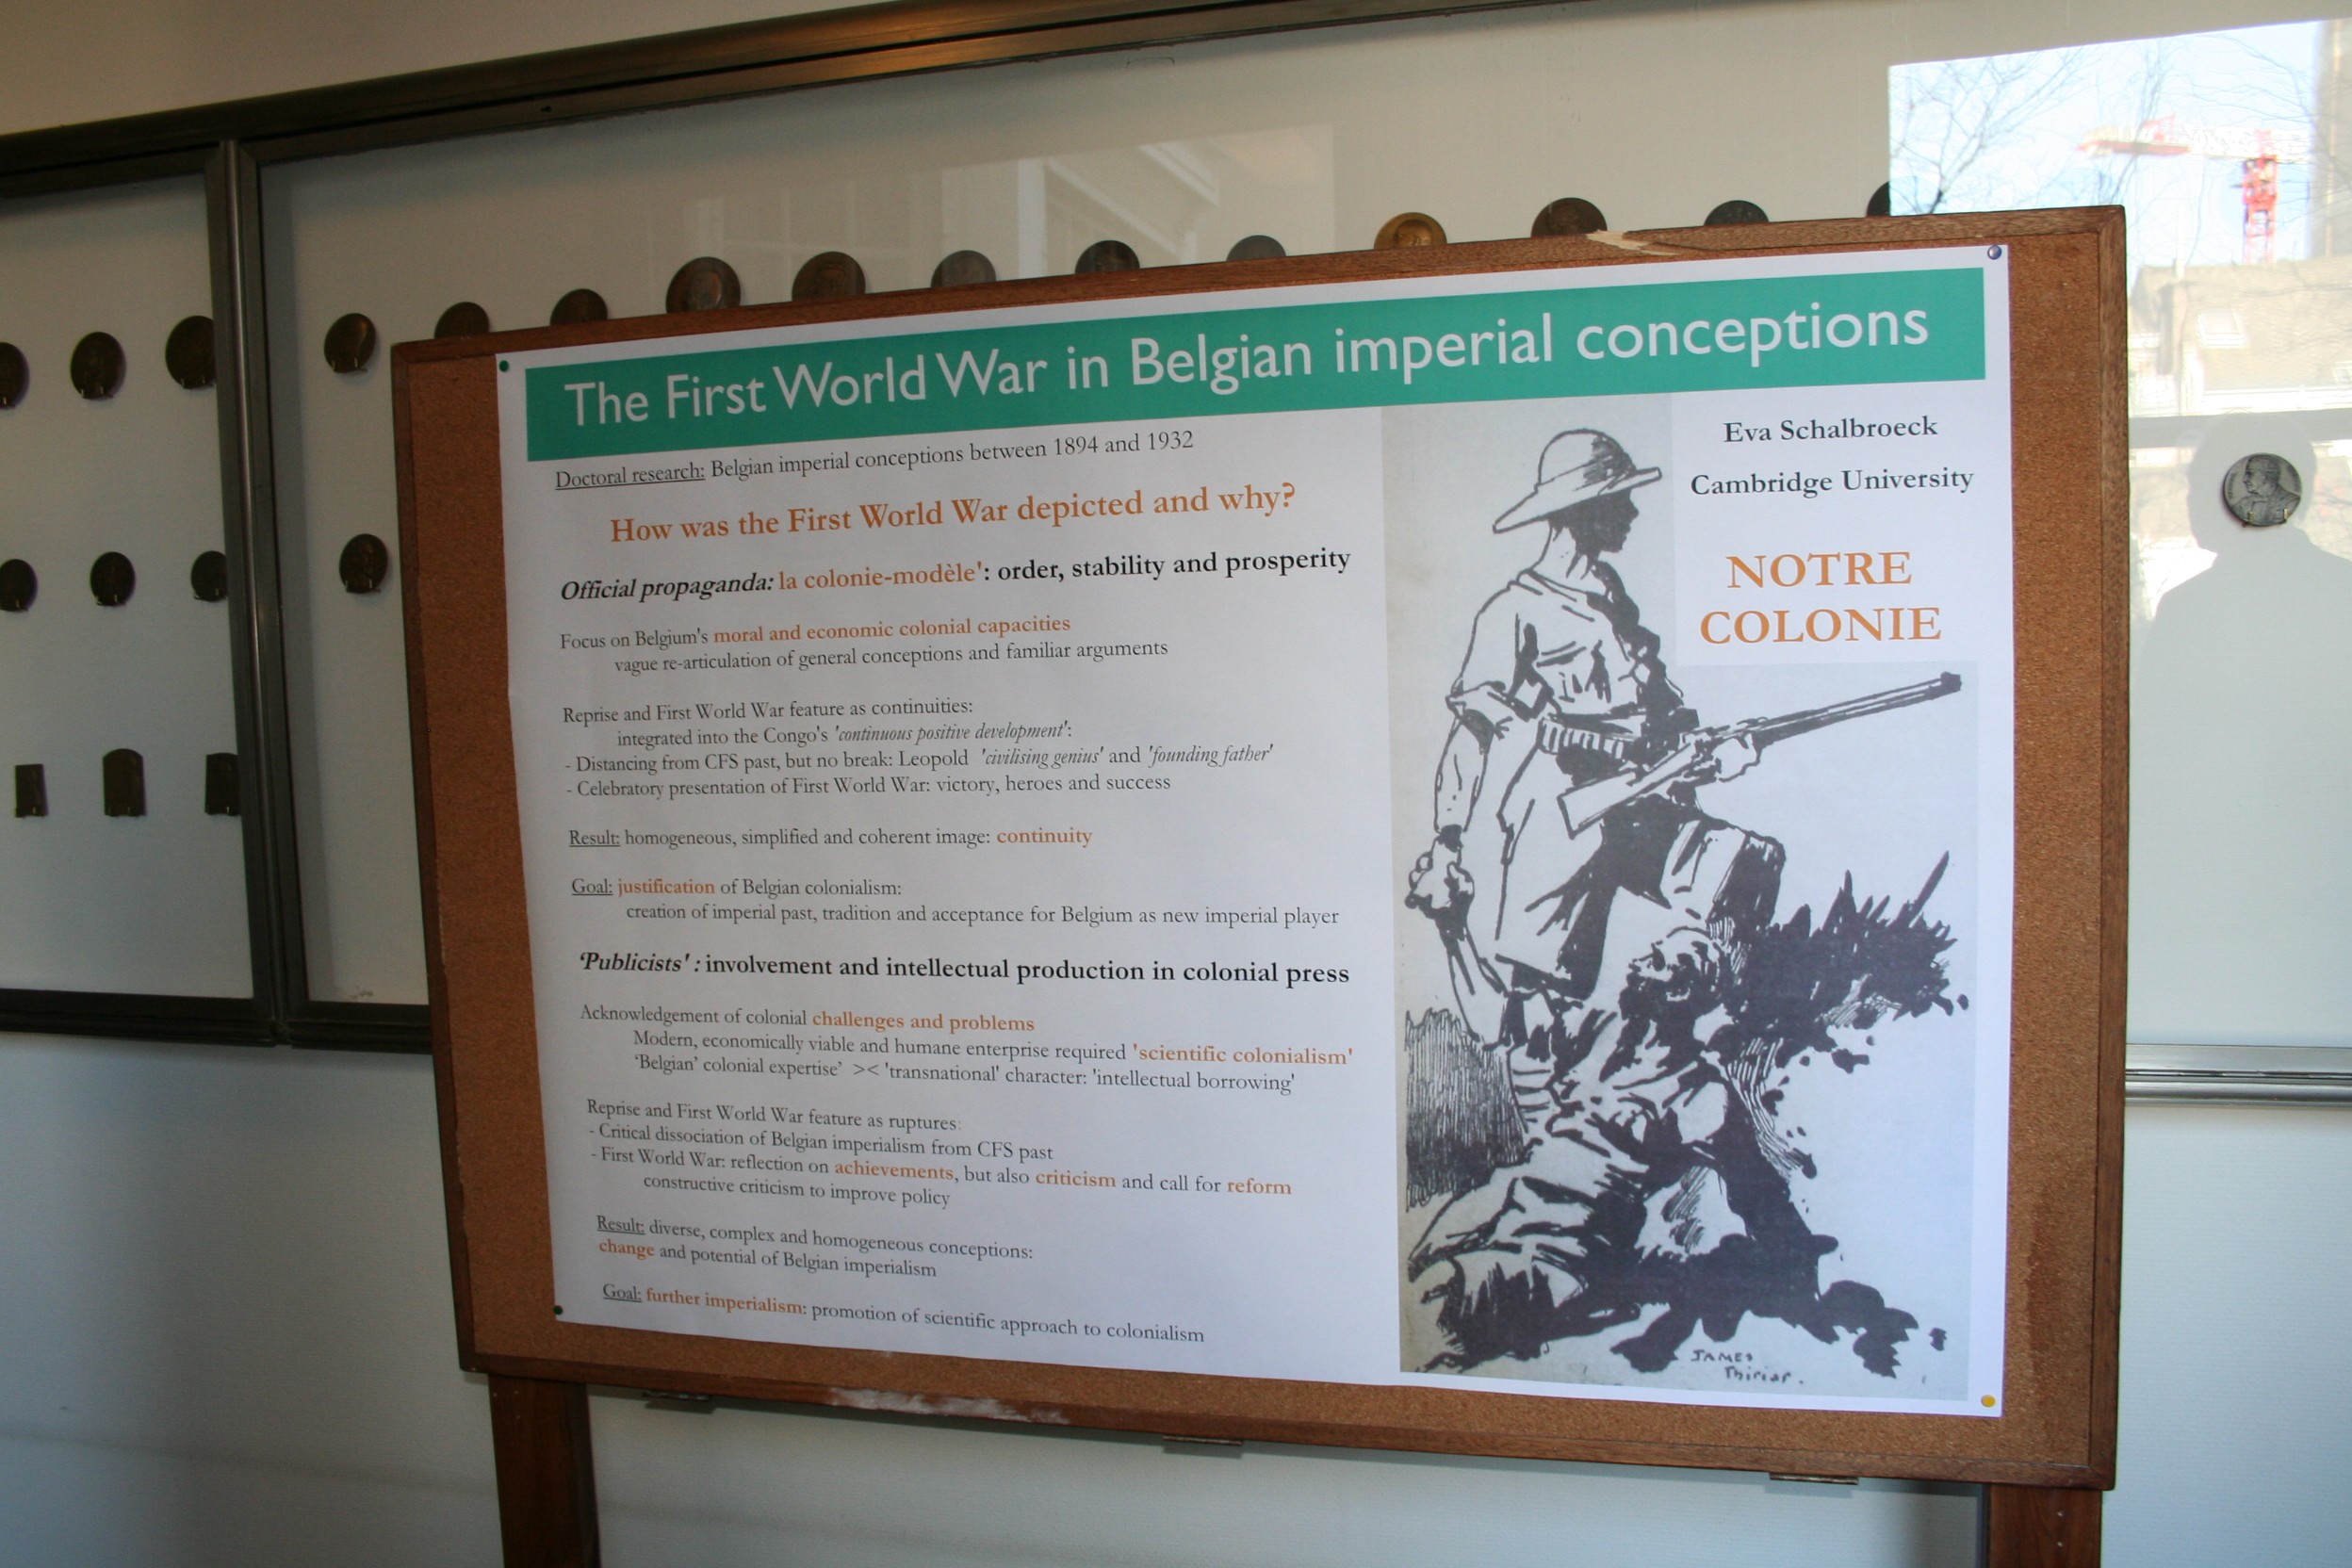 The First World War in Belgian imperial conceptions
Doctoral research: Belgian imperial conceptions between 1894 and 1932
How was the First World War depicted and why?
Official propaganda: la colonie-modèle': order, stability and prosperity
Focus on Belgium's moral and economic colonial capacities
vague re-articulation of general conceptions and familiar arguments
Reprise and First World War feature as continuities:
integrated into the Congo's 'continuous positive development':
- Distancing from CFS past, but no break: Leopold 'civilising genius' and 'founding father'
- Celebratory presentation of First World War: victory, heroes and success
Result: homogeneous, simplified and coherent image: continuity
Goal: justification of Belgian colonialism:
creation of imperial past, tradition and acceptance for Belgium as new imperial player
'Publicists' : involvement and intellectual production in colonial press
Acknowledgement of colonial challenges and problems
Modern, economically viable and humane enterprise required 'scientific colonialism'
'Belgian' colonial expertise' >< 'transnational' character: 'intellectual borrowing'
Reprise and First World War feature as ruptures:
- Critical dissociation of Belgian imperialism from CFS past
- First World War: reflection on achievements, but also criticism and call for reform
constructive criticism to improve policy
Result: diverse, complex and homogeneous conceptions:
change and potential of Belgian imperialism
Goal: further imperialism: promotion of scientific approach to colonialism
Eva Schalbroeck
Cambridge University
NOTRE
COLONIE
JAMES
Thiriar.